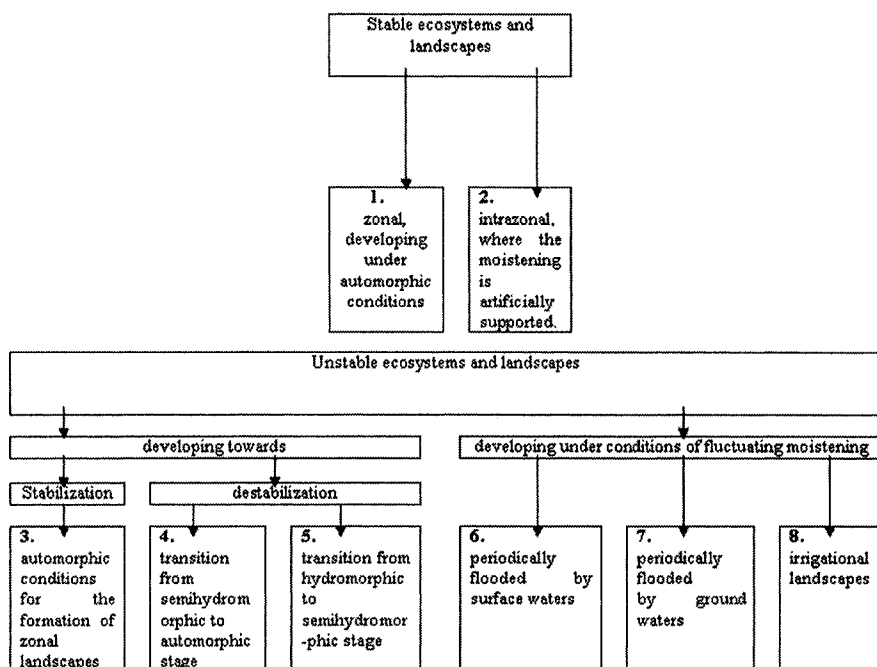 Stable ecosystems and
landscapes
1.
zonal,
developing
under
automorphic
conditions
2.
intrazonal,
where the
moistening
is
artificially
supported.
Unstable ecosystems and landscapes
developing towards
developing under conditions of fluctuating moistening
Stabilization
destabilization
3.
automorphic
conditions
for the
formation of
zonal
landscapes
4.
transition
from
semihydrom
orphic to
automorphic
stage
5.
transition from
hydromorphic
to
semihydromor
-phic stage
6.
periodically
flooded by
surface waters
7.
periodically
flooded
by ground
waters
8.
irrigational
landscapes